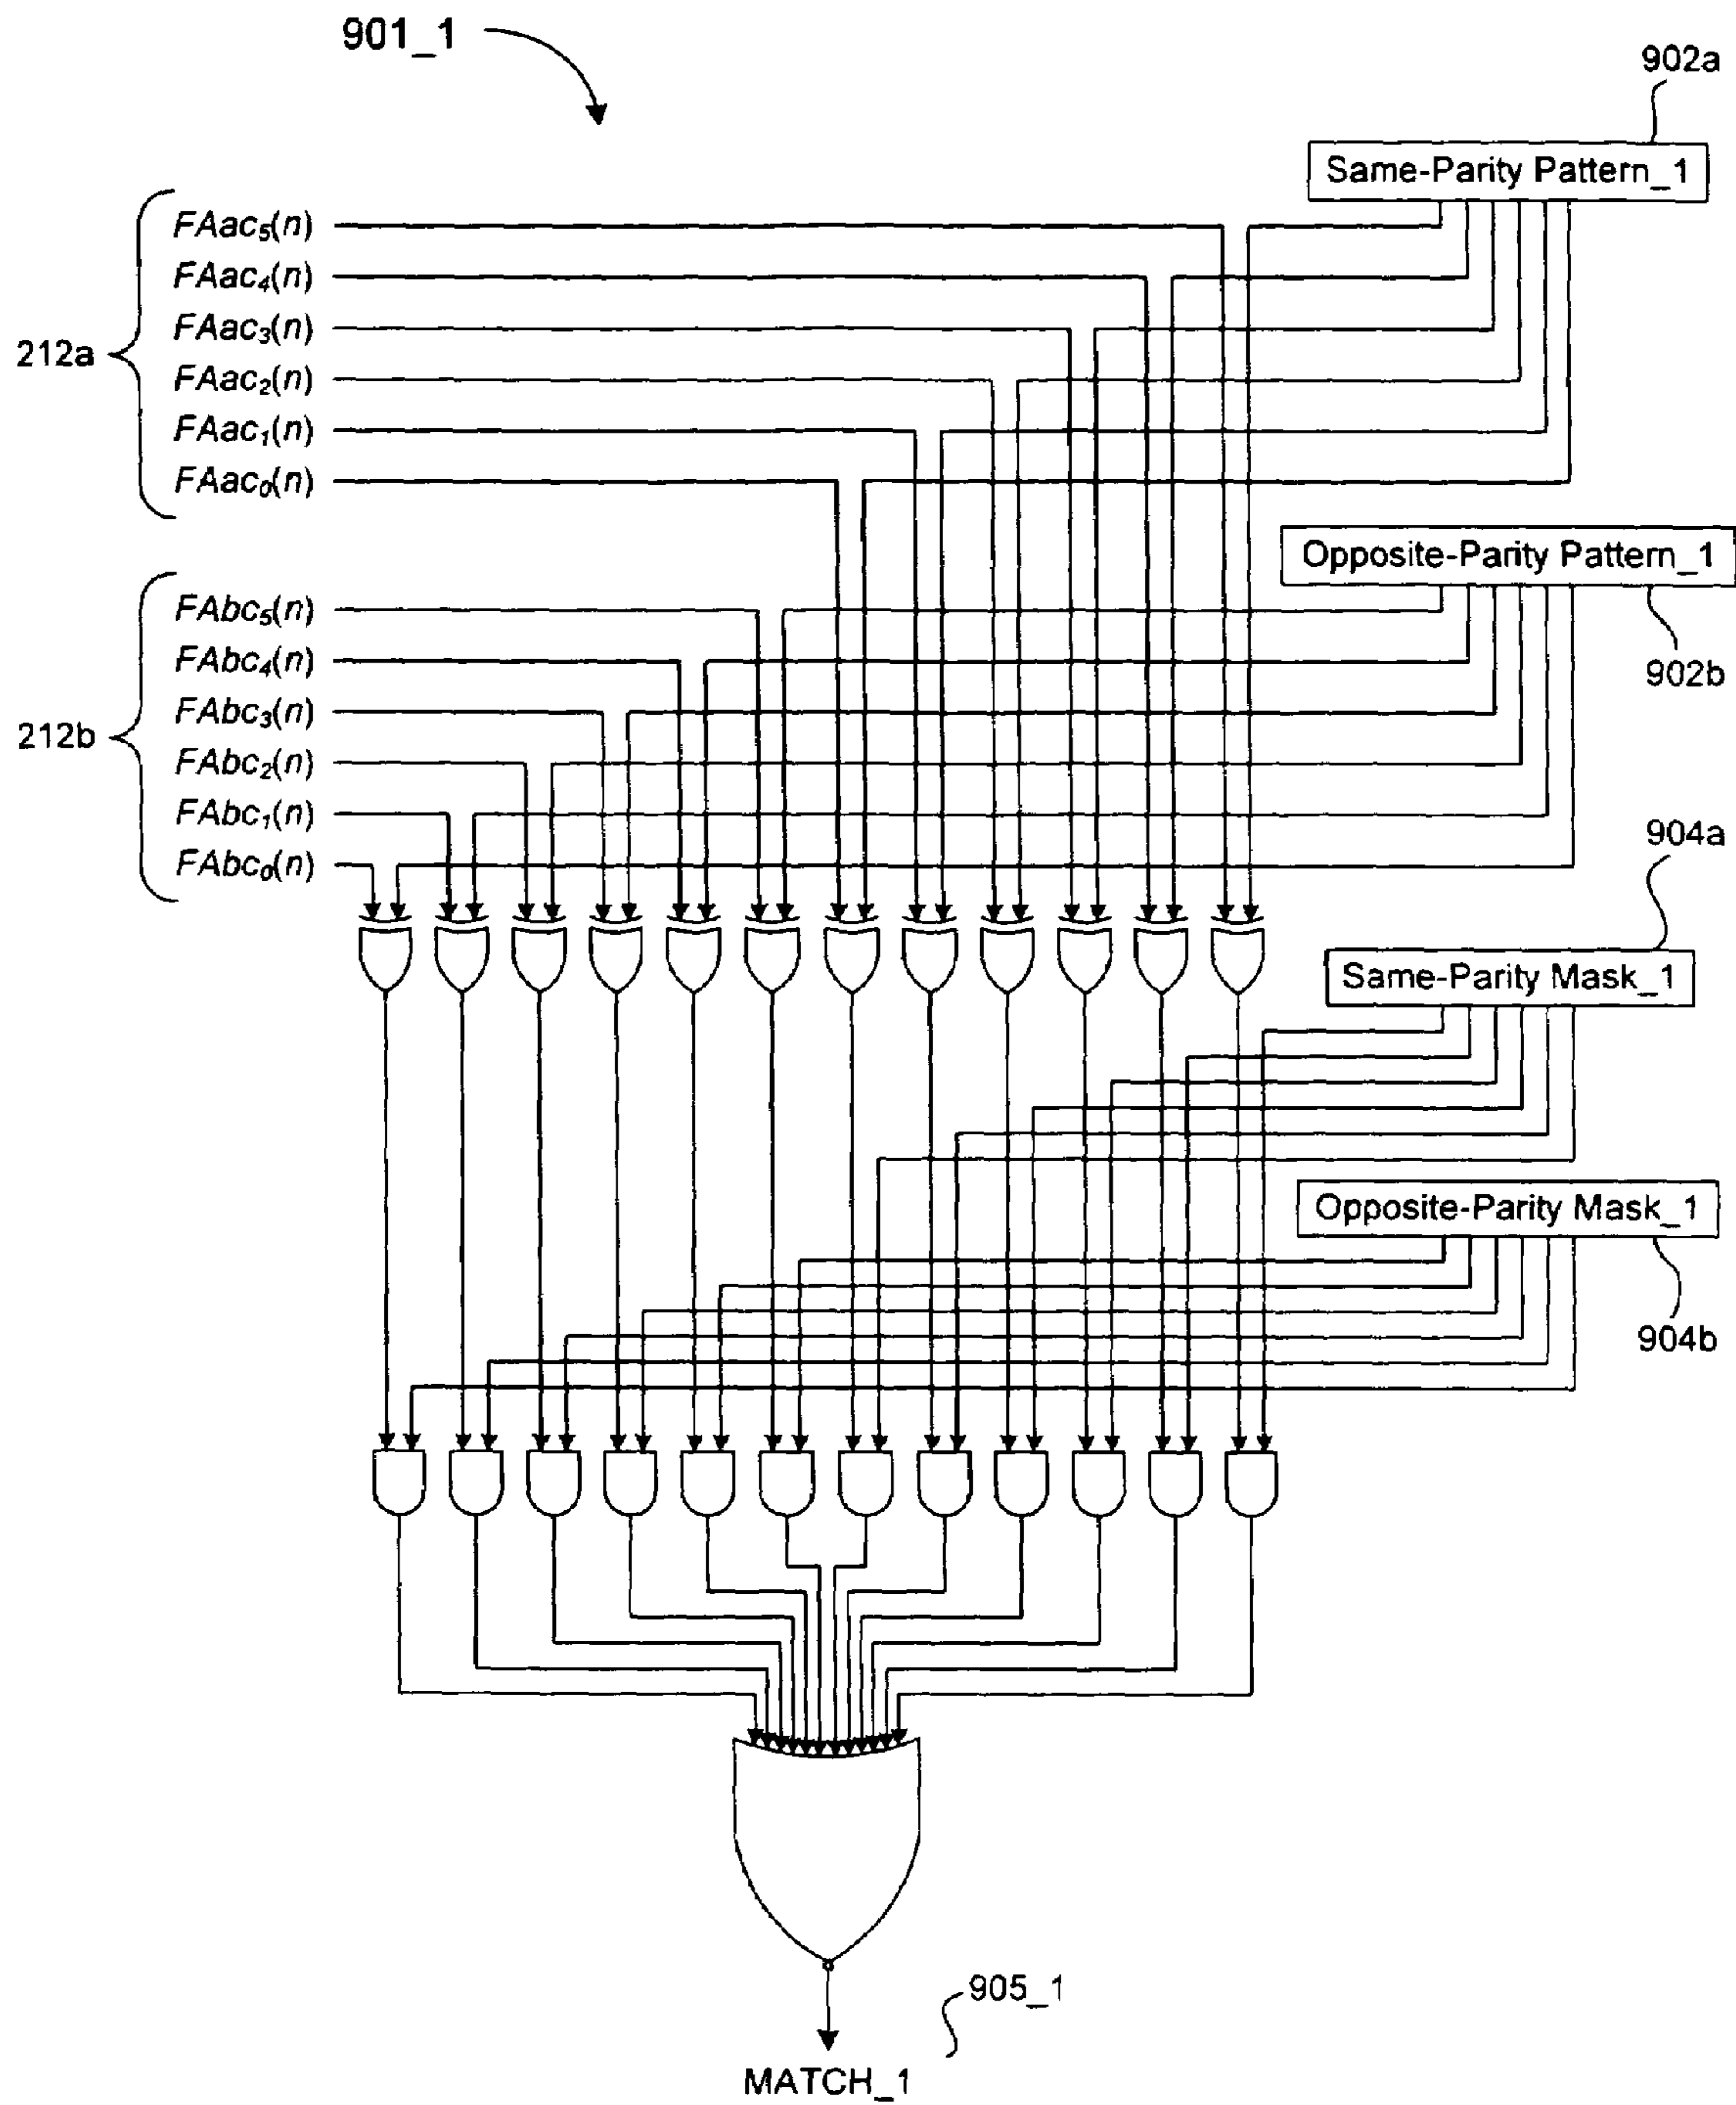 901_1
902a
Same-Parity Pattern_1
212a
FAac₅(n)
FAac₄(n)
FAac₃(n)
FAac₂(n)
FAac₁(n)
FAac₀(n)
Opposite-Parity Pattern_1
902b
212b
FAbc₅(n)
FAbc₄(n)
FAbc₃(n)
FAbc₂(n)
FAbc₁(n)
FAbc₀(n)
904a
Same-Parity Mask_1
Opposite-Parity Mask_1
904b
905_1
MATCH_1